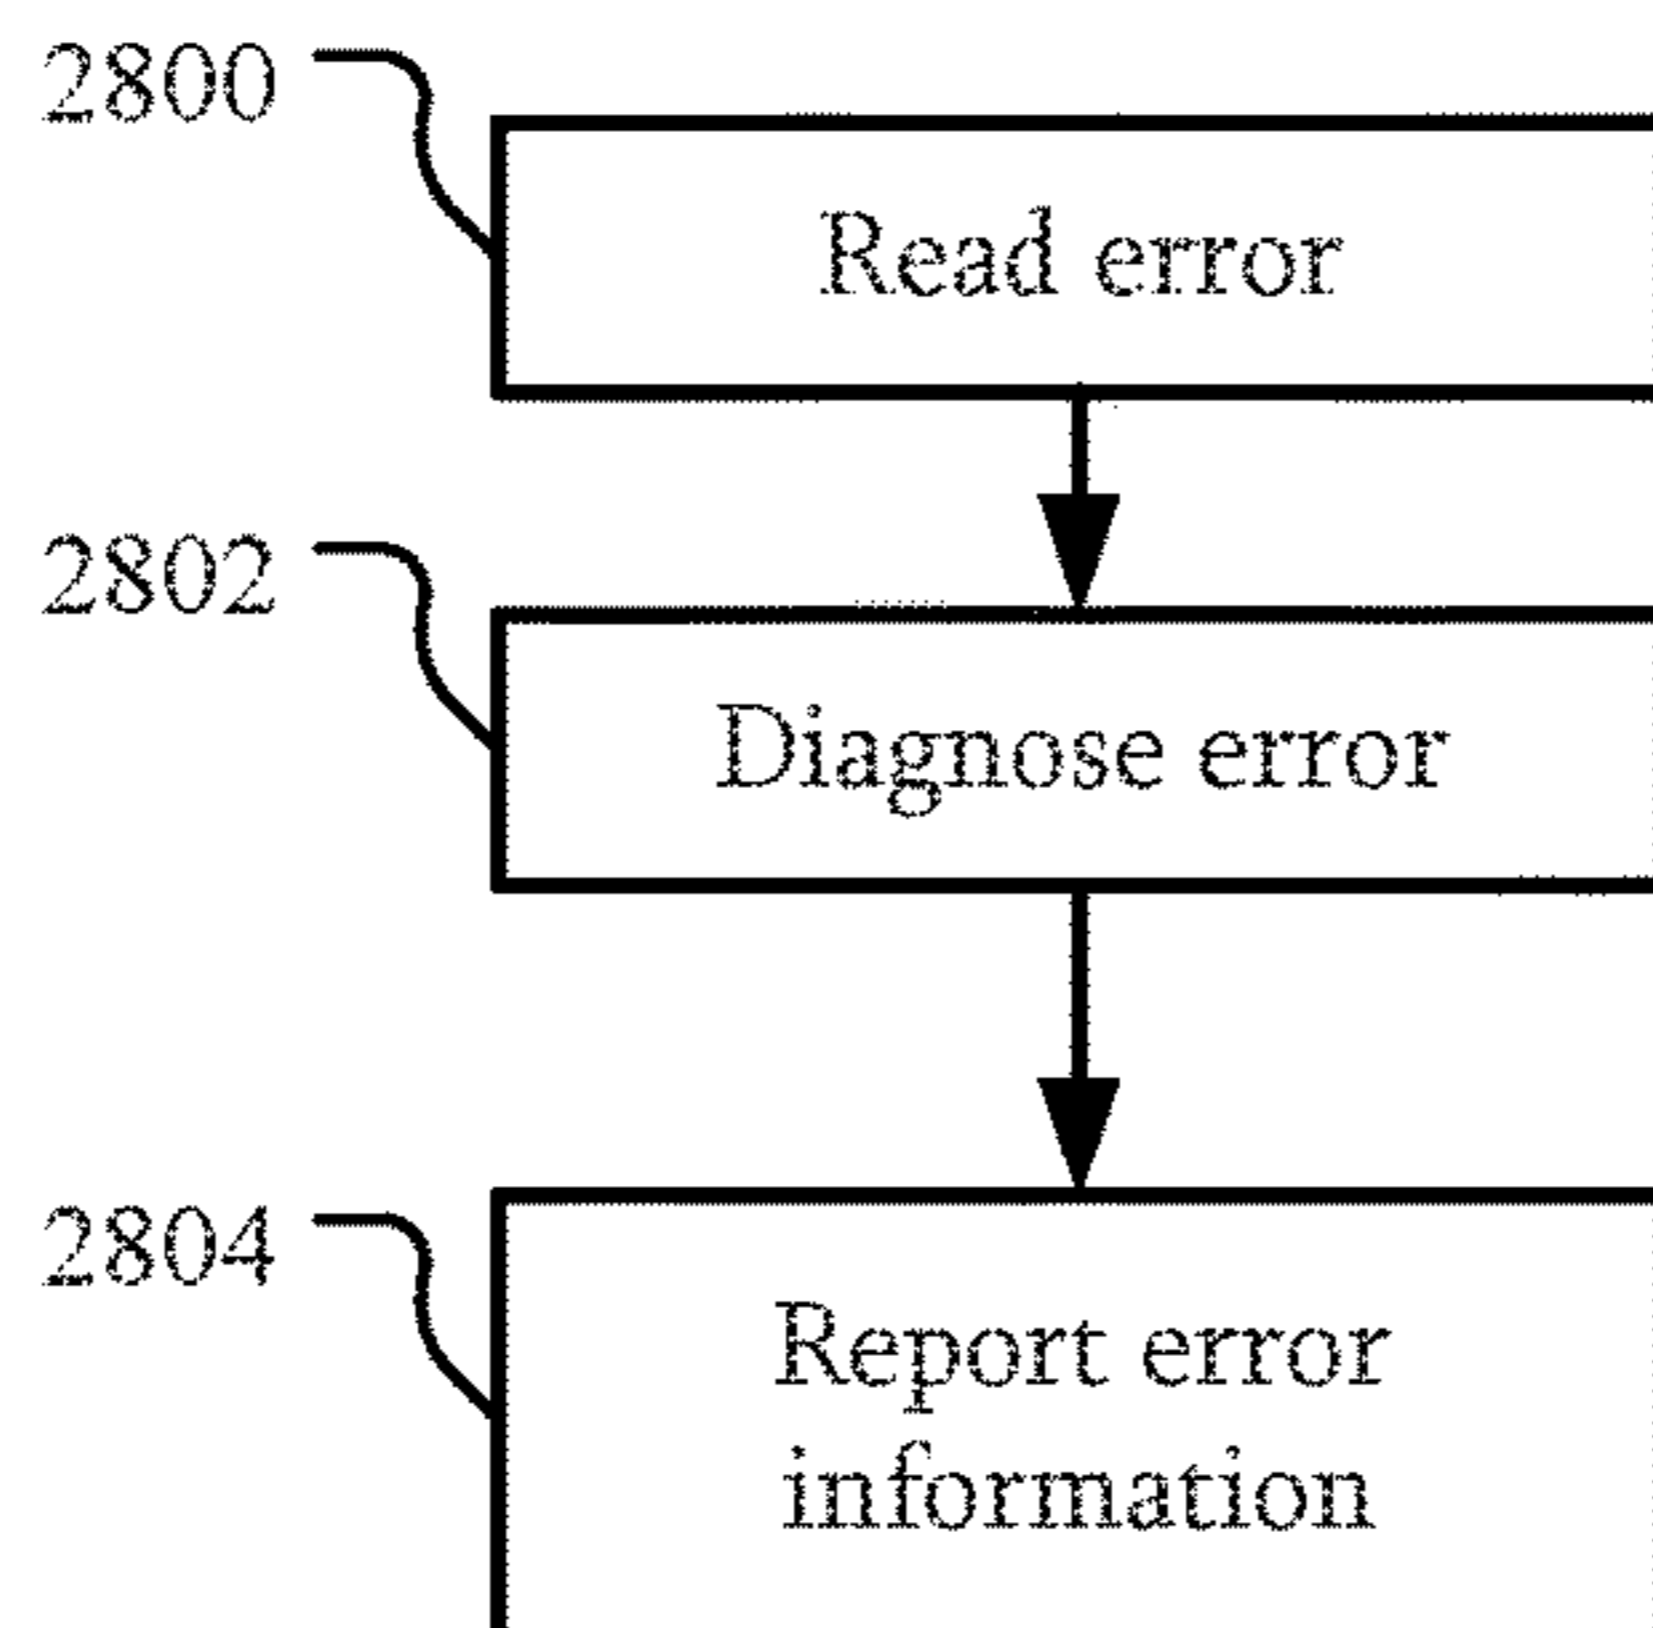 2800
Read error
2802
Diagnose error
2804
Report error
information